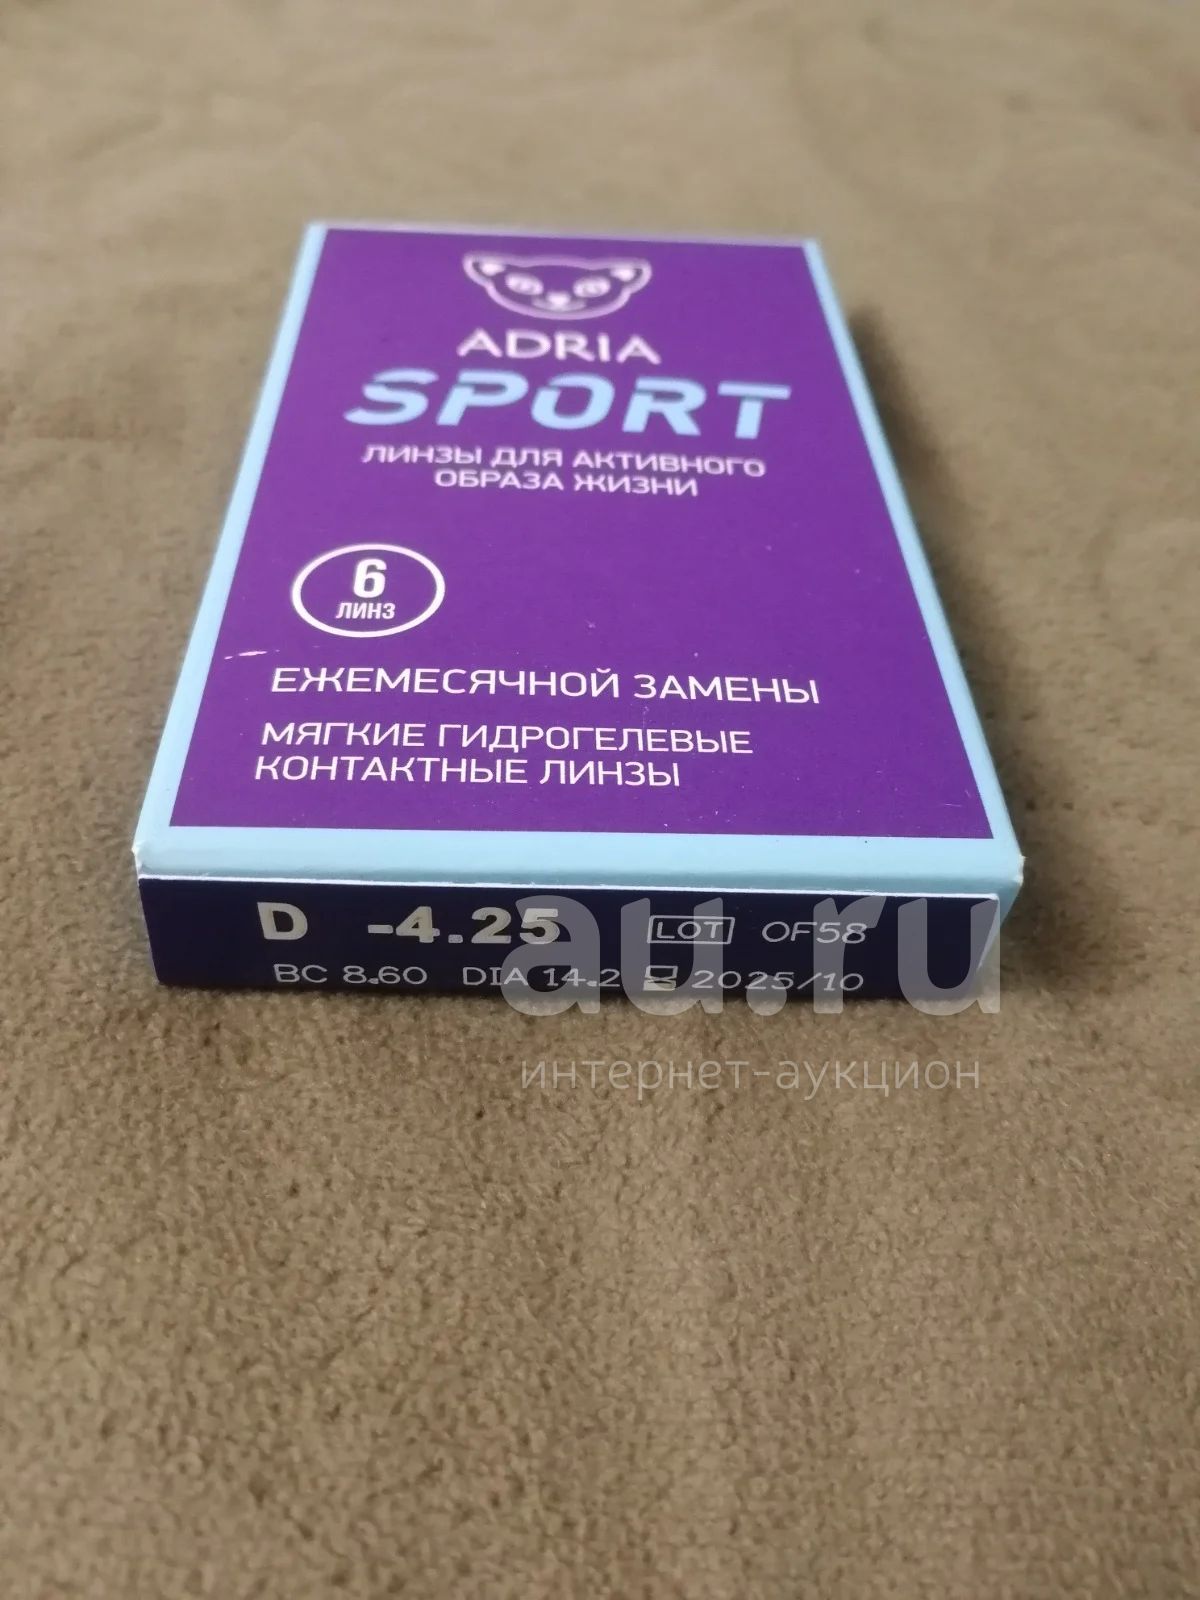 ADRIA
SPORT
ЛИНЗЫ ДЛЯ АКТИВНОГО
ОБРАЗА ЖИЗНИ
6
ЛИНЗ
ЕЖЕМЕСЯЧНОЙ ЗАМЕНЫ
МЯГКИЕ ГИДРОГЕЛЕВЫЕ
КОНТАКТНЫЕ ЛИНЗЫ
D -4.25 LOT OF58
BC 8.60 DIA 14.2 2025/10
au.ru
интернет-аукцион